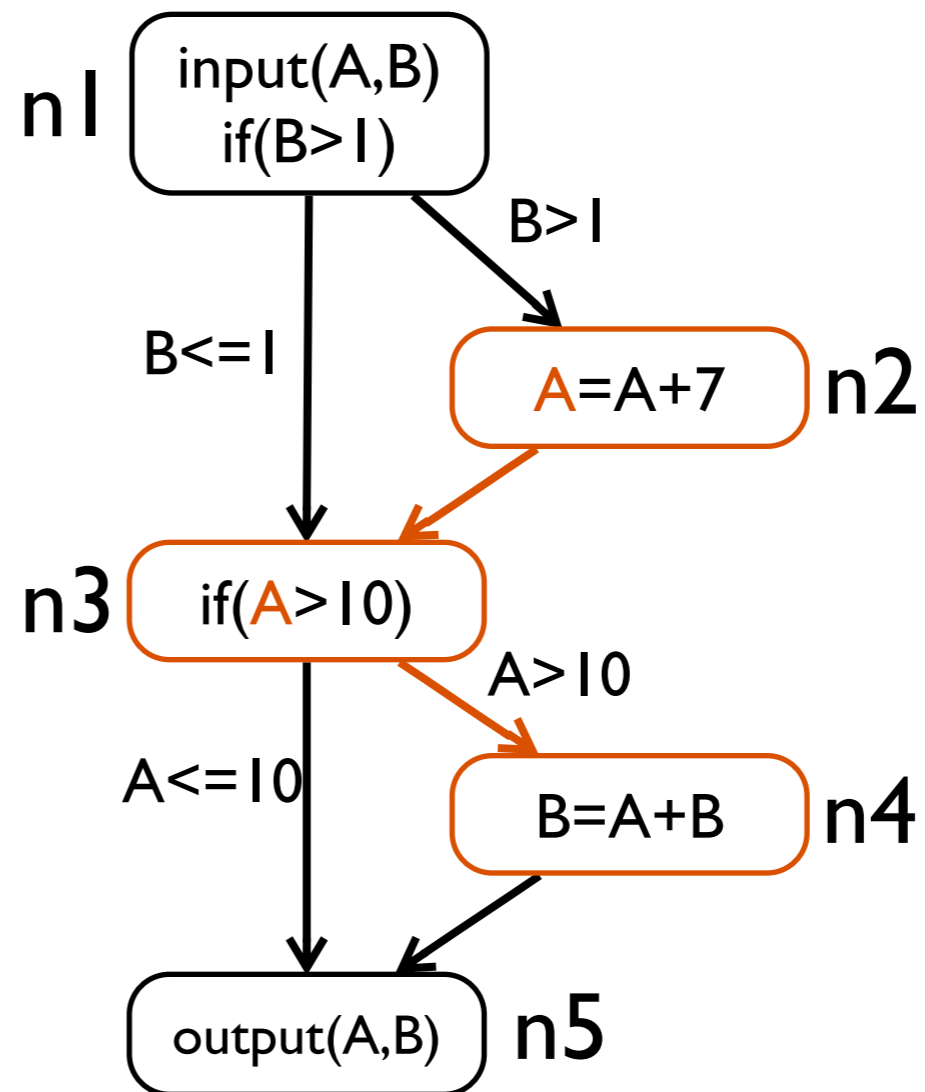 n1
input(A,B)
if(B>1)
B>1
B<=1
A=A+7
n2
n3
if(A>10)
A>10
A<=10
B=A+B
n4
output(A,B)
n5